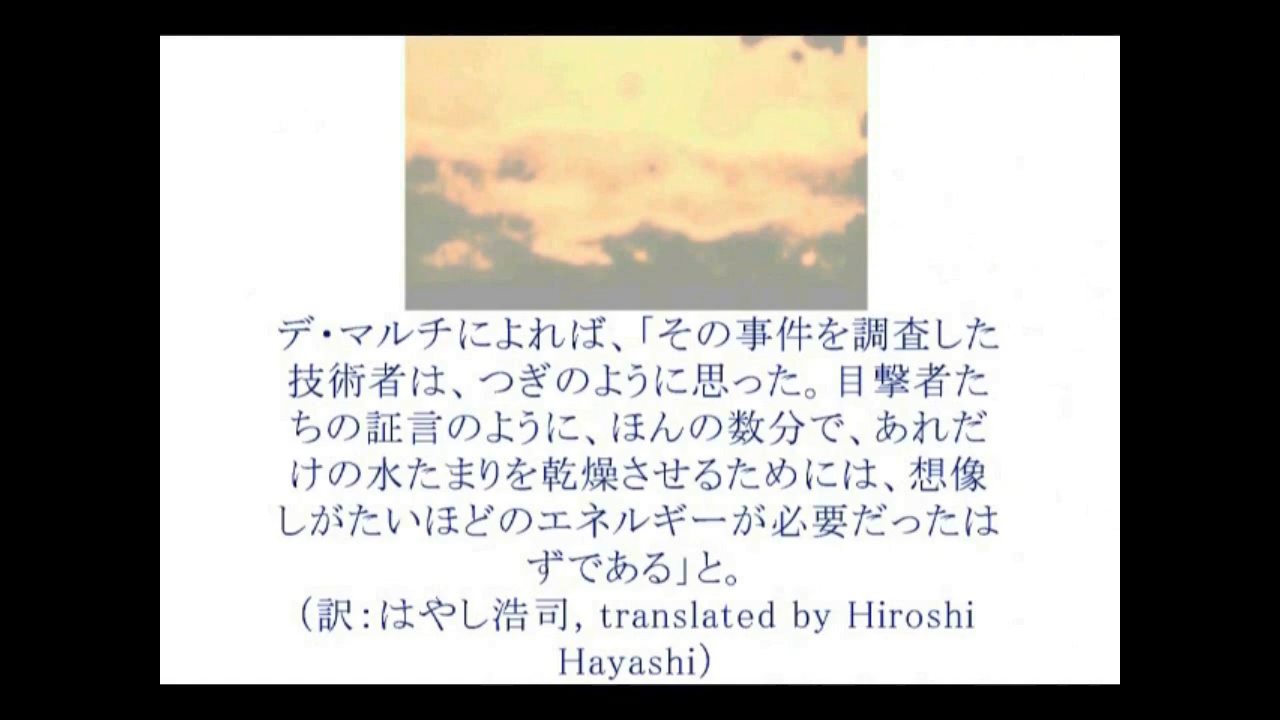 デ・マルチによれば、「その事件を調査した
技術者は、つぎのように思った。目撃者た
ちの証言のように、ほんの数分で、あれだ
けの水たまりを乾燥させるためには、想像
しがたいほどのエネルギーが必要だったは
ずである」と。
（訳：はやし浩司, translated by Hiroshi
Hayashi）